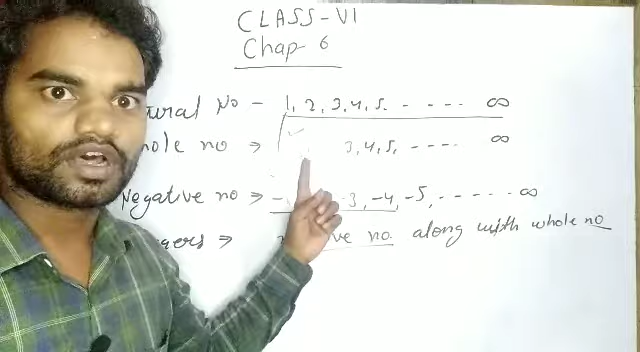 CLASS-VI
Chap 6
ural No - 1, 2, 3, 4, 5. - - - - ∞
hole no ⇒ 3, 4, 5, - - - - ∞
Negative no ⇒ - -3, -4, -5, - - - - - ∞
gers ⇒ ve no. along with whole no